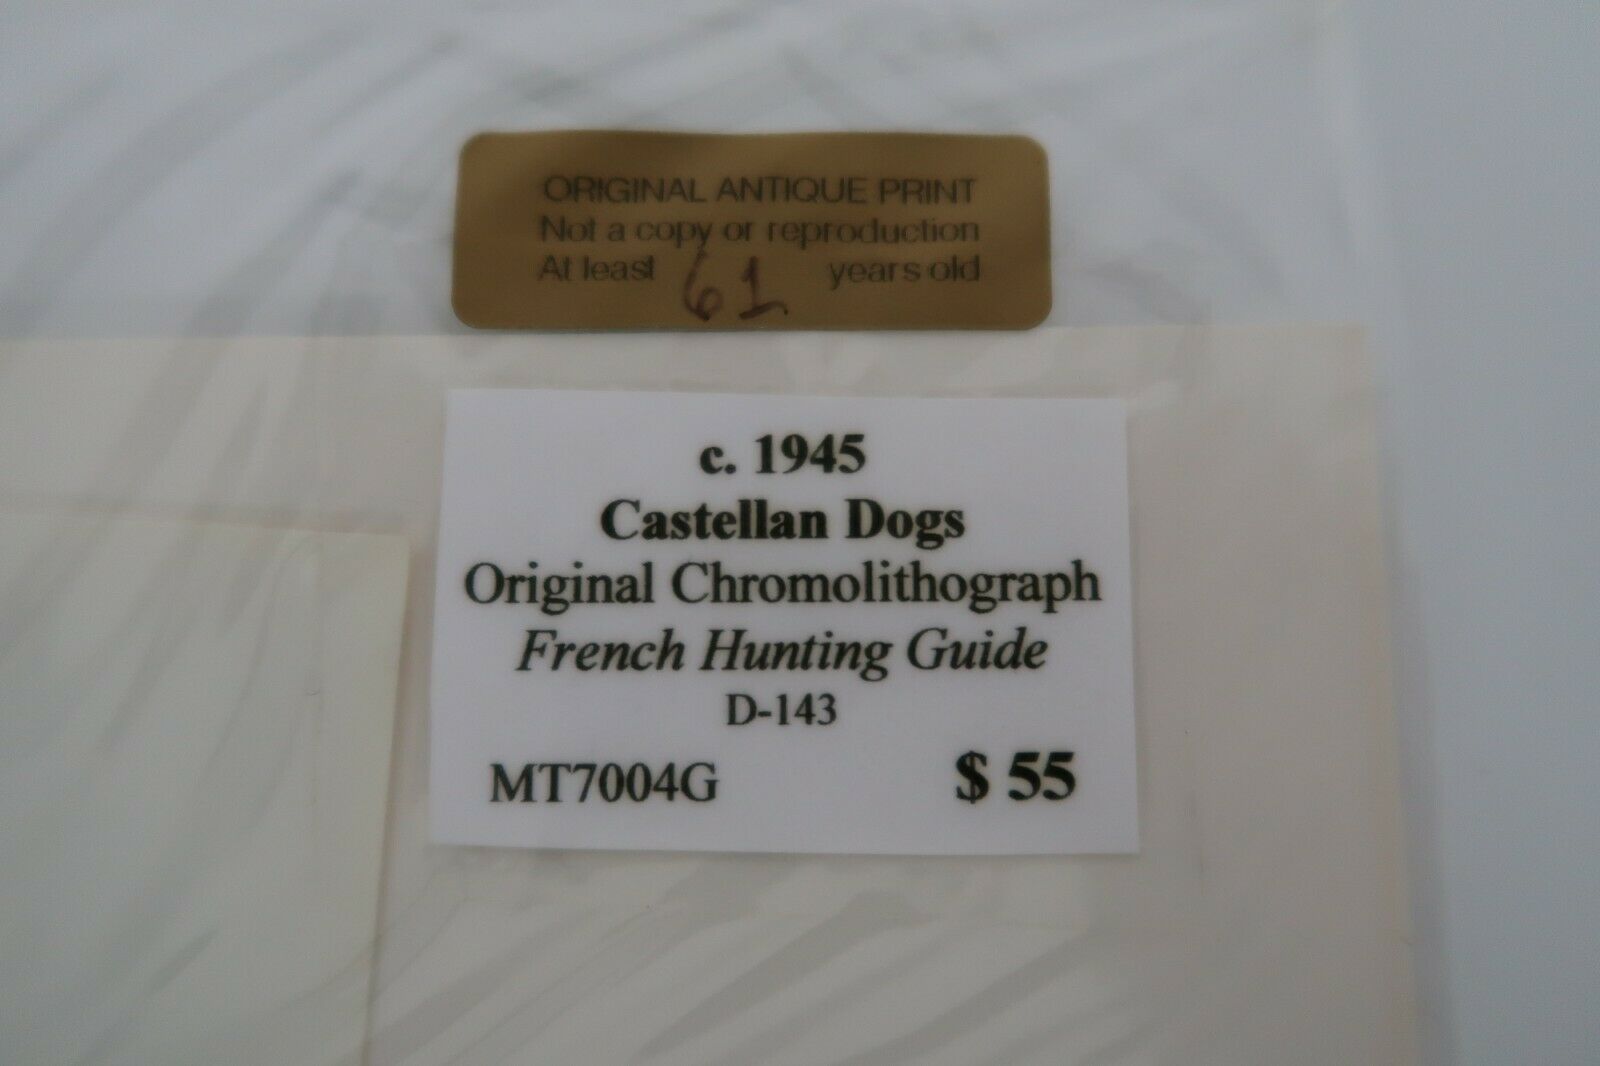 ORIGINAL ANTIQUE PRINT
Not a copy or reproduction
At least 61 years old
c. 1945
Castellan Dogs
Original Chromolithograph
French Hunting Guide
D-143
MT7004G $ 55